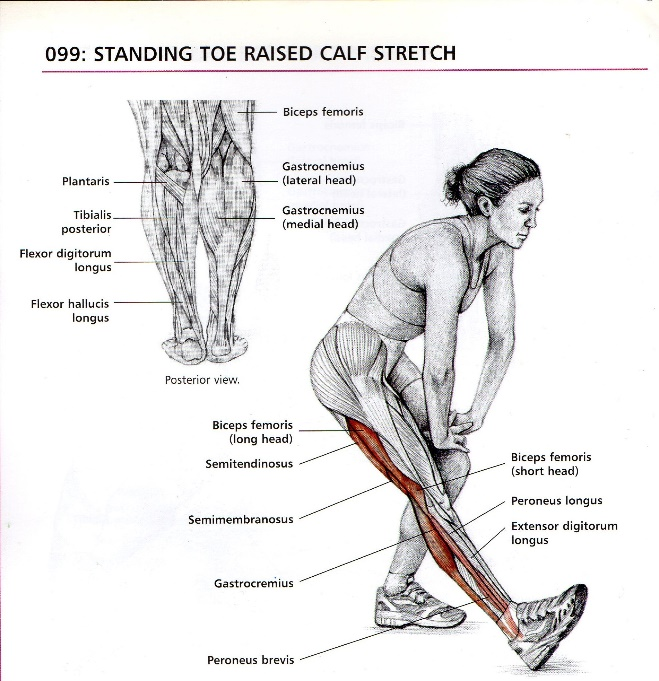 099: STANDING TOE RAISED CALF STRETCH
Biceps femoris
Plantaris
Gastrocnemius
(lateral head)
Tibialis
posterior
Gastrocnemius
(medial head)
Flexor digitorum
longus
Flexor hallucis
longus
Posterior view.
Biceps femoris
(long head)
Semitendinosus
Biceps femoris
(short head)
Semimembranosus
Peroneus longus
Extensor digitorum
longus
Gastrocremius
Peroneus brevis